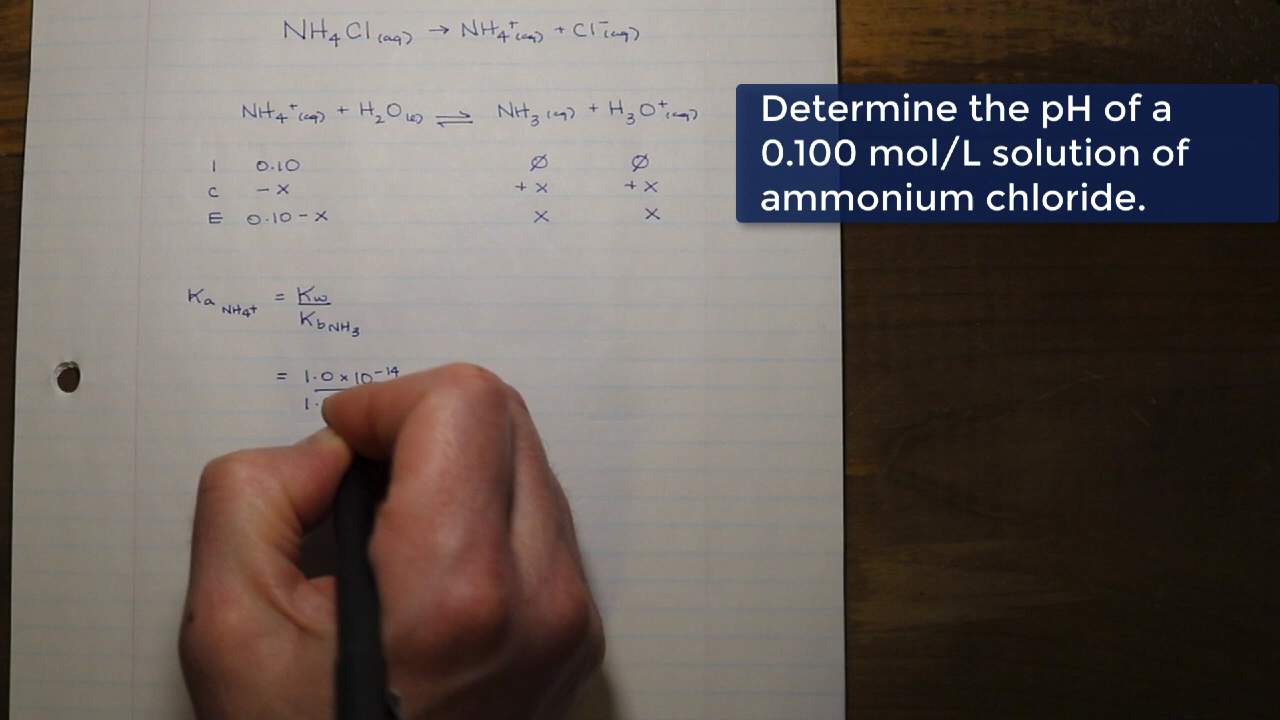 NH₄Cl(aq) → NH₄⁺(aq) + Cl⁻(aq)
NH₄⁺(aq) + H₂O(l) ⇌ NH₃(aq) + H₃O⁺(aq)
I 0.10 ∅ ∅
C -x +x +x
E 0.10-x x x
Ka NH₄⁺ = Kw / Kb NH₃
= 1.0 × 10⁻¹⁴
1.
Determine the pH of a
0.100 mol/L solution of
ammonium chloride.